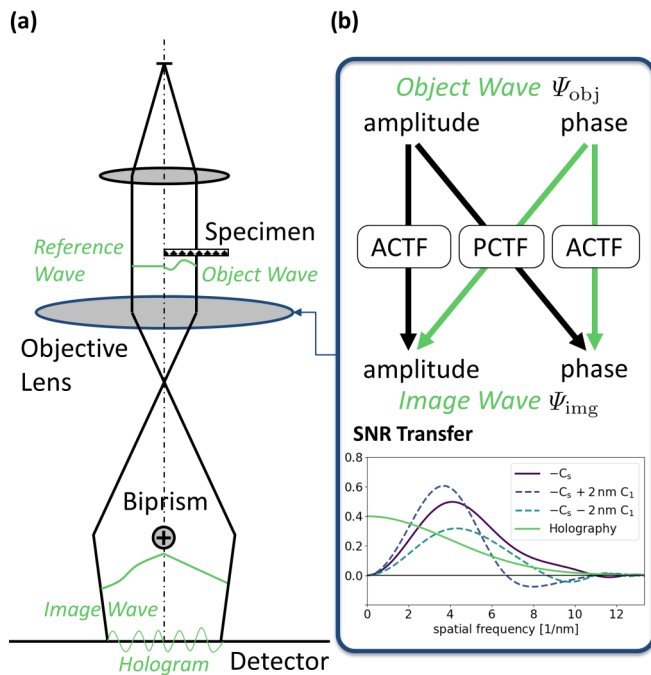 (a)
Specimen
Reference
Wave
Object Wave
Objective
Lens
Biprism
Image Wave
Hologram
Detector
(b)
Object Wave Ψobj
amplitude phase
ACTF PCTF ACTF
amplitude phase
Image Wave Ψimg
SNR Transfer
0.8
0.6
0.4
0.2
0.0
−Cs
−Cs + 2 nm C1
−Cs − 2 nm C1
Holography
0 2 4 6 8 10 12
spatial frequency [1/nm]